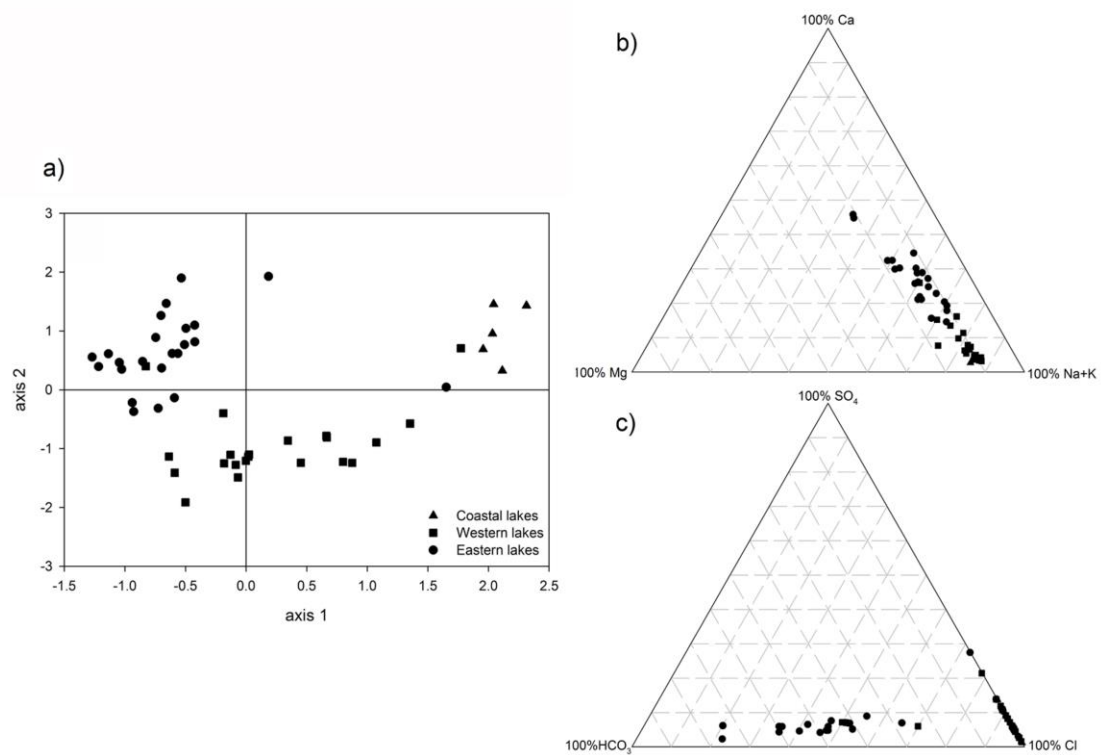 a)
3
2
1
0
-1
-2
-3
axis 2
-1.5 -1.0 -0.5 0.0 0.5 1.0 1.5 2.0 2.5
axis 1
Coastal lakes
Western lakes
Eastern lakes
b)
100% Ca
100% Mg
100% Na+K
c)
100% SO₄
100%HCO₃
100% Cl